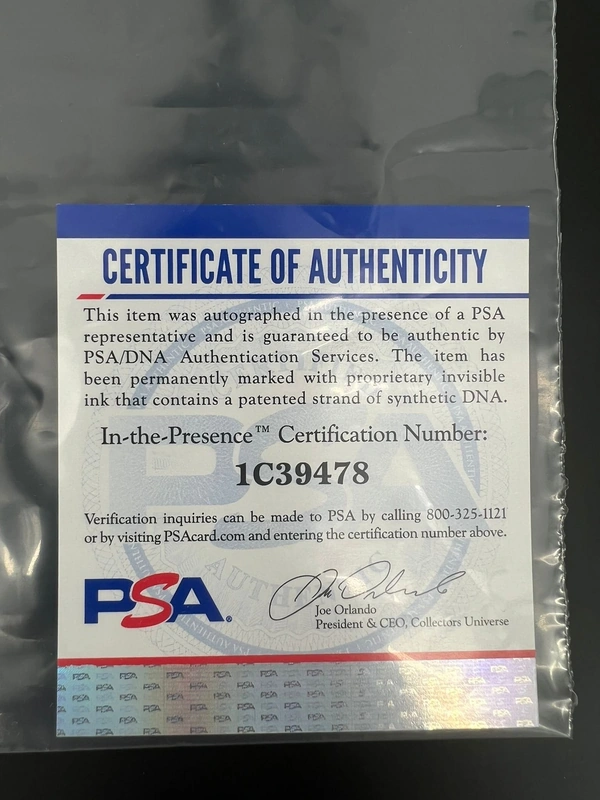 CERTIFICATE OF AUTHENTICITY
This item was autographed in the presence of a PSA
representative and is guaranteed to be authentic by
PSA/DNA Authentication Services. The item has
been permanently marked with proprietary invisible
ink that contains a patented strand of synthetic DNA.
In-the-Presence™ Certification Number:
1C39478
Verification inquiries can be made to PSA by calling 800-325-1121
or by visiting PSAcard.com and entering the certification number above.
PSA®
Joe Orlando
President & CEO, Collectors Universe